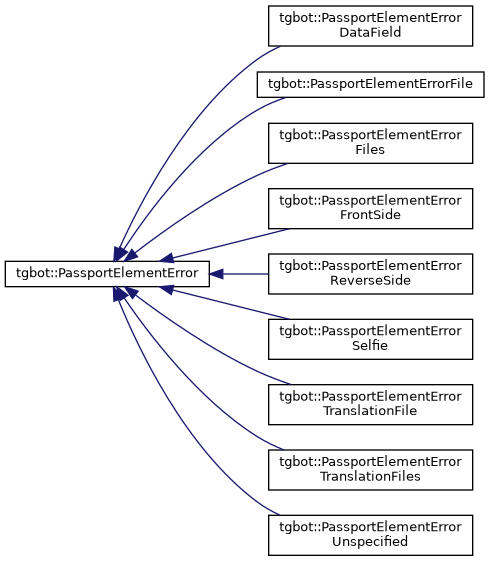 tgbot::PassportElementError
DataField
tgbot::PassportElementErrorFile
tgbot::PassportElementError
Files
tgbot::PassportElementError
FrontSide
tgbot::PassportElementError
tgbot::PassportElementError
ReverseSide
tgbot::PassportElementError
Selfie
tgbot::PassportElementError
TranslationFile
tgbot::PassportElementError
TranslationFiles
tgbot::PassportElementError
Unspecified